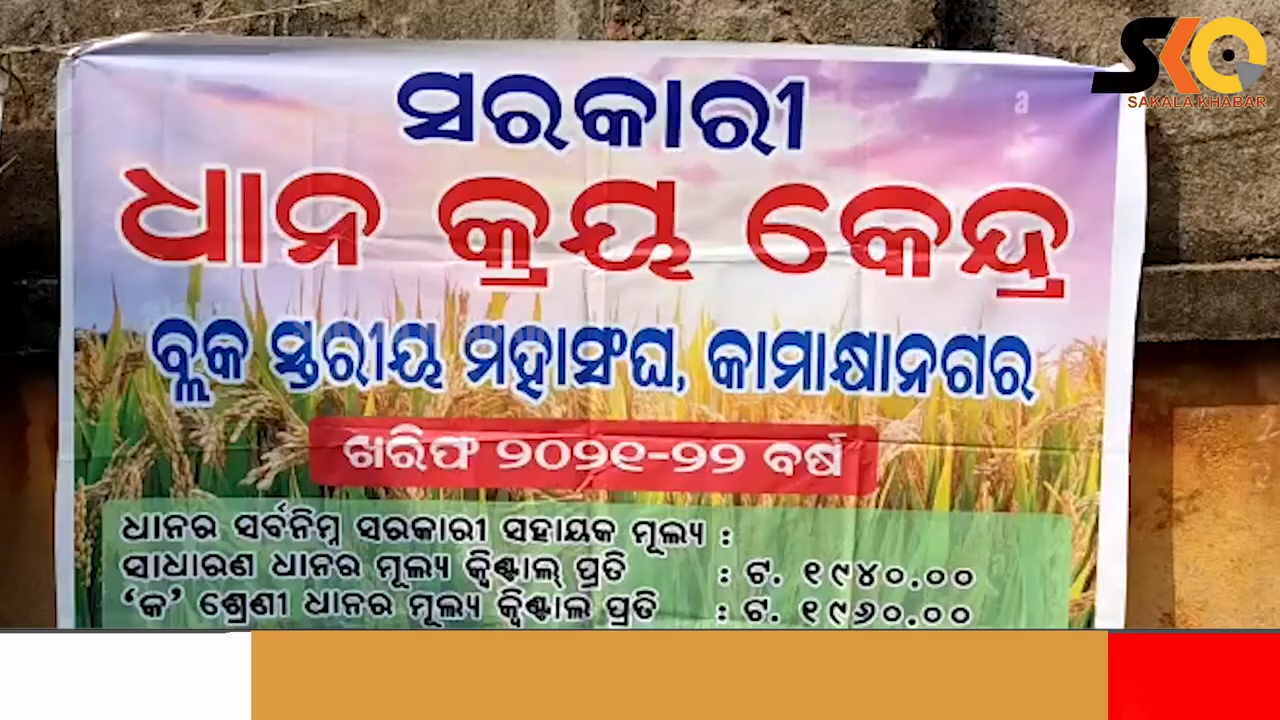 ସରକାରୀ
ଧାନ କ୍ରୟ କେନ୍ଦ୍ର
ବ୍ଲକ ସ୍ତରୀୟ ମହାସଂଘ, କାମାକ୍ଷାନଗର
ଖରିଫ ୨୦୨୧-୨୨ ବର୍ଷ
ଧାନର ସର୍ବନିମ୍ନ ସରକାରୀ ସହାୟକ ମୂଲ୍ୟ :
ସାଧାରଣ ଧାନର ମୂଲ୍ୟ କ୍ୱିଣ୍ଟାଲ୍ ପ୍ରତି : ଟ. ୧୯୪୦.୦୦
‘କ’ ଶ୍ରେଣୀ ଧାନର ମୂଲ୍ୟ କ୍ୱିଣ୍ଟାଲ ପ୍ରତି : ଟ. ୧୯୬୦.୦୦
SAKALA KHABAR